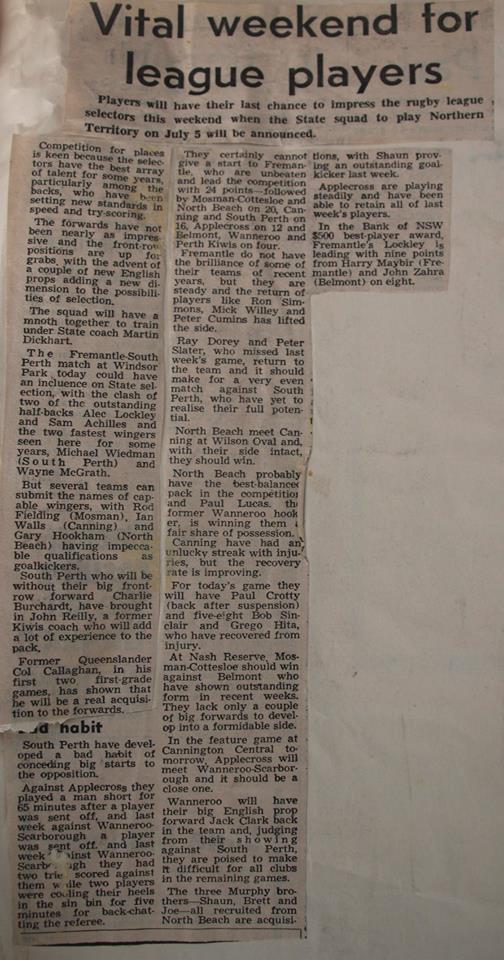 Vital weekend for
league players
Players will have their last chance to impress the rugby league
selectors this weekend when the State squad to play Northern
Territory on July 5 will be announced.
Competition for places
is keen because the selec-
tors have the best array
of talent for some years,
particularly among the
backs, who have been
setting new standards in
speed and try-scoring.
The forwards have not
been nearly as impres-
sive and the front-row
positions are up for
grabs, with the advent of
a couple of new English
props adding a new di-
mension to the possibili-
ties of selection.
The squad will have a
mnoth together to train
under State coach Martin
Dickhart.
The Fremantle-South
Perth match at Windsor
Park today could have
an incluence on State sel-
ection, with the clash of
two of the outstanding
half-backs Alec Lockley
and Sam Achilles and
the two fastest wingers
seen here for some
years, Michael Wiedman
(South Perth) and
Wayne McGrath.
But several teams can
submit the names of cap-
able wingers, with Rod
Fielding (Mosman), Ian
Walls (Canning) and
Gary Hookham (North
Beach) having impecca-
ble qualifications as
goalkickers.
South Perth who will be
without their big front-
row forward Charlie
Burchardt, have brought
in John Reilly, a former
Kiwis coach who will add
a lot of experience to the
pack.
Former Queenslander
Col Callaghan, in his
first two first-grade
games, has shown that
he will be a real acquisi-
tion to the forwards.
Bad habit
South Perth have devel-
oped a bad habit of
conceding big starts to
the opposition.
Against Applecross they
played a man short for
65 minutes after a player
was sent off, and last
week against Wanneroo-
Scarborough a player
was sent off, and last
week against Wanneroo-
Scarborough they had
two tries scored against
them while two players
were cooling their heels
in the sin bin for five
minutes for back-chat-
ting the referee.
They certainly cannot
give a start to Freman-
tle, who are unbeaten
and lead the competition
with 24 points—followed
by Mosman-Cottesloe and
North Beach on 20, Can-
ning and South Perth on
16, Applecross on 12 and
Belmont, Wanneroo and
Perth Kiwis on four.
Fremantle do not have
the brilliance of some of
their teams of recent
years, but they are
steady and the return of
players like Ron Sim-
mons, Mick Willey and
Peter Cumins has lifted
the side.
Ray Dorey and Peter
Slater, who missed last
week's game, return to
the team and it should
make for a very even
match against South
Perth, who have yet to
realise their full poten-
tial.
North Beach meet Can-
ning at Wilson Oval and,
with their side intact,
they should win.
North Beach probably
have the best-balanced
pack in the competition
and Paul Lucas, the
former Wanneroo hook-
er, is winning them a
fair share of possession.
Canning have had an
unlucky streak with inju-
ries, but the recovery
rate is improving.
For today's game they
will have Paul Crotty
(back after suspension)
and five-eight Bob Sin-
clair and Grego Hita,
who have recovered from
injury.
At Nash Reserve, Mos-
man-Cottesloe should win
against Belmont who
have shown outstanding
form in recent weeks.
They lack only a couple
of big forwards to devel-
op into a formidable side.
In the feature game at
Cannington Central to-
morrow, Applecross will
meet Wanneroo-Scarbor-
ough and it should be a
close one.
Wanneroo will have
their big English prop
forward Jack Clark back
in the team and, judging
from their showing
against South Perth,
they are poised to make
it difficult for all clubs
in the remaining games.
The three Murphy bro-
thers—Shaun, Brett and
Joe—all recruited from
North Beach are acquisi-
tions, with Shaun prov-
ing an outstanding goal-
kicker last week.
Applecross are playing
steadily and have been
able to retain all of last
week's players.
In the Bank of NSW
$500 best-player award,
Fremantle's Lockley is
leading with nine points
from Harry Maybir (Fre-
mantle) and John Zahra
(Belmont) on eight.